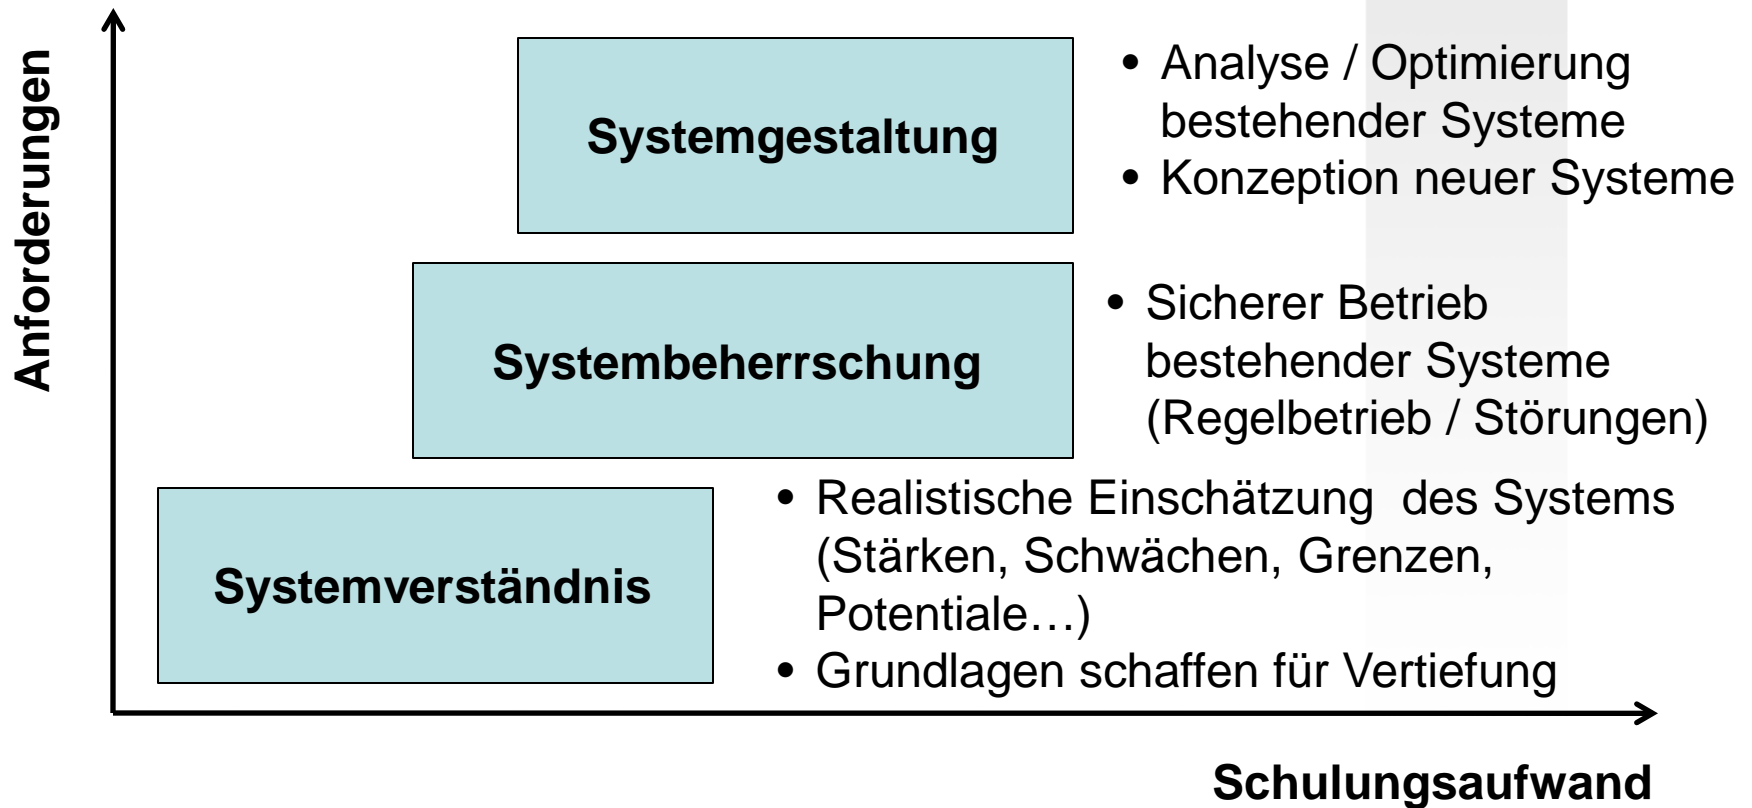 Anforderungen
Systemgestaltung
• Analyse / Optimierung
bestehender Systeme
• Konzeption neuer Systeme
Systembeherrschung
• Sicherer Betrieb
bestehender Systeme
(Regelbetrieb / Störungen)
Systemverständnis
• Realistische Einschätzung des Systems
(Stärken, Schwächen, Grenzen,
Potentiale…)
• Grundlagen schaffen für Vertiefung
Schulungsaufwand